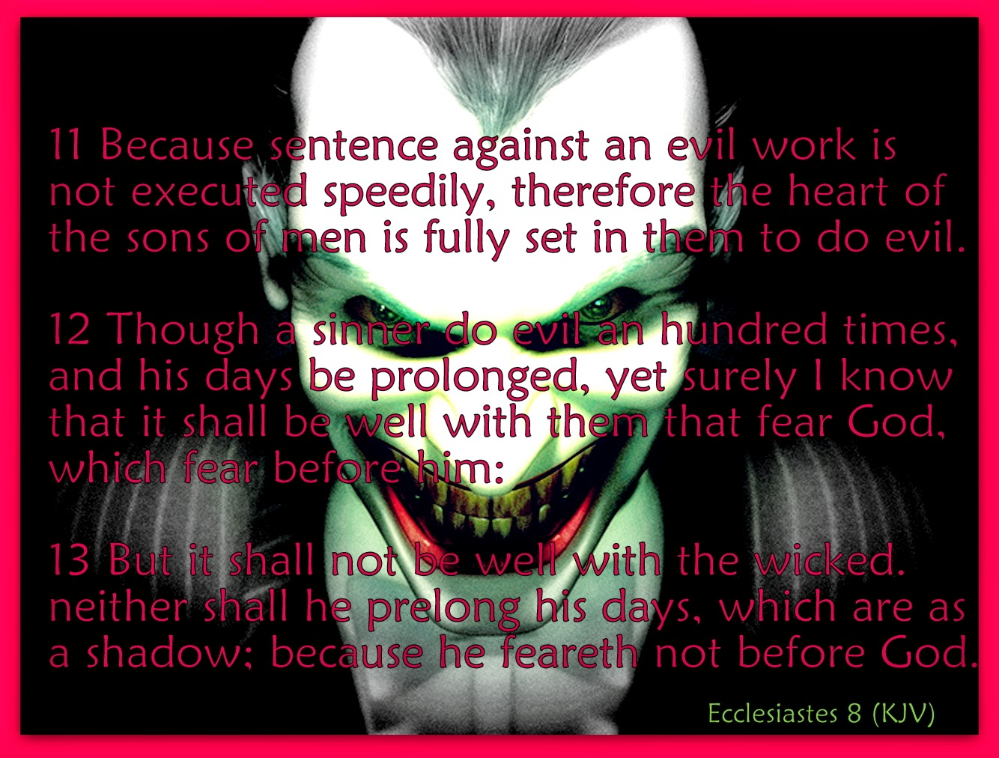 11 Because sentence against an evil work is
not executed speedily, therefore the heart of
the sons of men is fully set in them to do evil.
12 Though a sinner do evil an hundred times,
and his days be prolonged, yet surely I know
that it shall be well with them that fear God,
which fear before him:
13 But it shall not be well with the wicked.
neither shall he prelong his days, which are as
a shadow; because he feareth not before God.
Ecclesiastes 8 (KJV)